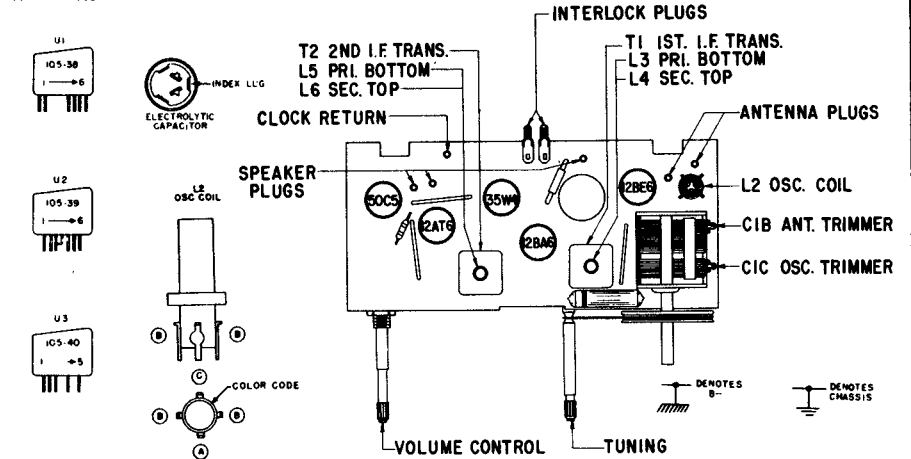 INTERLOCK PLUGS
U1
105-38
1 → 6
INDEX LUG
ELECTROLYTIC
CAPACITOR
T2 2ND I.F. TRANS.
L5 PRI. BOTTOM
L6 SEC. TOP
CLOCK RETURN
SPEAKER
PLUGS
T1 1ST. I.F. TRANS.
L3 PRI. BOTTOM
L4 SEC. TOP
ANTENNA PLUGS
L2 OSC. COIL
C1B ANT. TRIMMER
C1C OSC. TRIMMER
50C5
12AT6
35W4
12BA6
12BE6
U2
105-39
1 → 6
L2
OSC COIL
B
B
C
U3
105-40
1 → 5
COLOR CODE
B
B
A
VOLUME CONTROL
TUNING
DENOTES
B-
DENOTES
CHASSIS